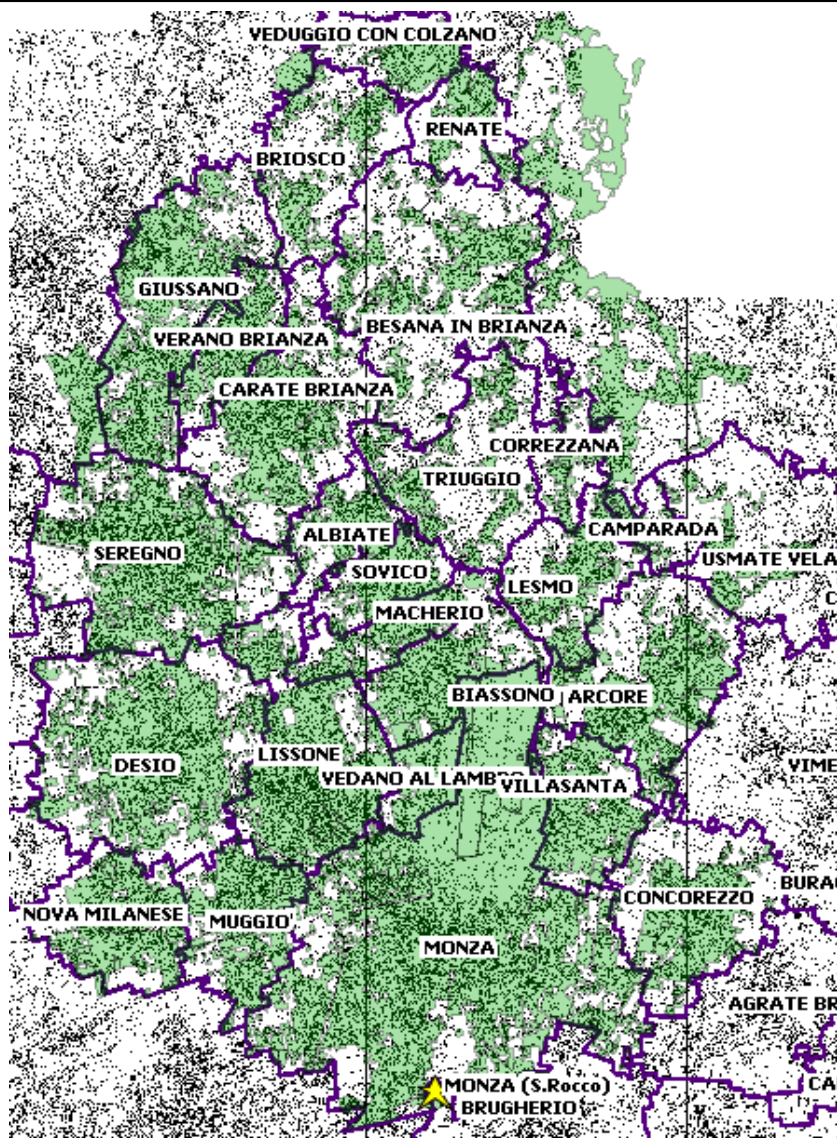 VEDUGGIO CON COLZANO
RENATE
BRIOSCO
GIUSSANO
BESANA IN BRIANZA
VERANO BRIANZA
CARATE BRIANZA
CORREZZANA
TRIUGGIO
CAMPARADA
ALBIATE
SEREGNO
USMATE VELA
SOVICO
LESMO
C
MACHERIO
BIASSONO
ARCORE
LISSONE
DESIO
VIME
VEDANO AL LAMBRO
VILLASANTA
BURAG
CONCOREZZO
NOVA MILANESE
MUGGIO'
MONZA
AGRATE BR
CA
MONZA (S.Rocco)
BRUGHERIO